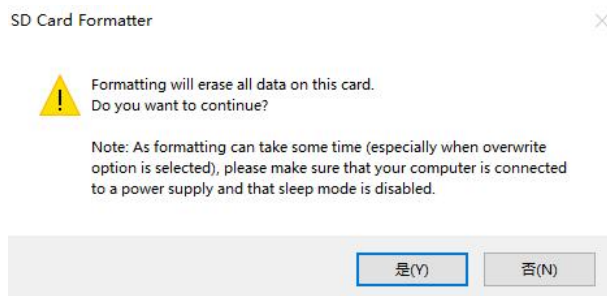 SD Card Formatter
Formatting will erase all data on this card.
Do you want to continue?
Note: As formatting can take some time (especially when overwrite
option is selected), please make sure that your computer is connected
to a power supply and that sleep mode is disabled.
是(Y)
否(N)